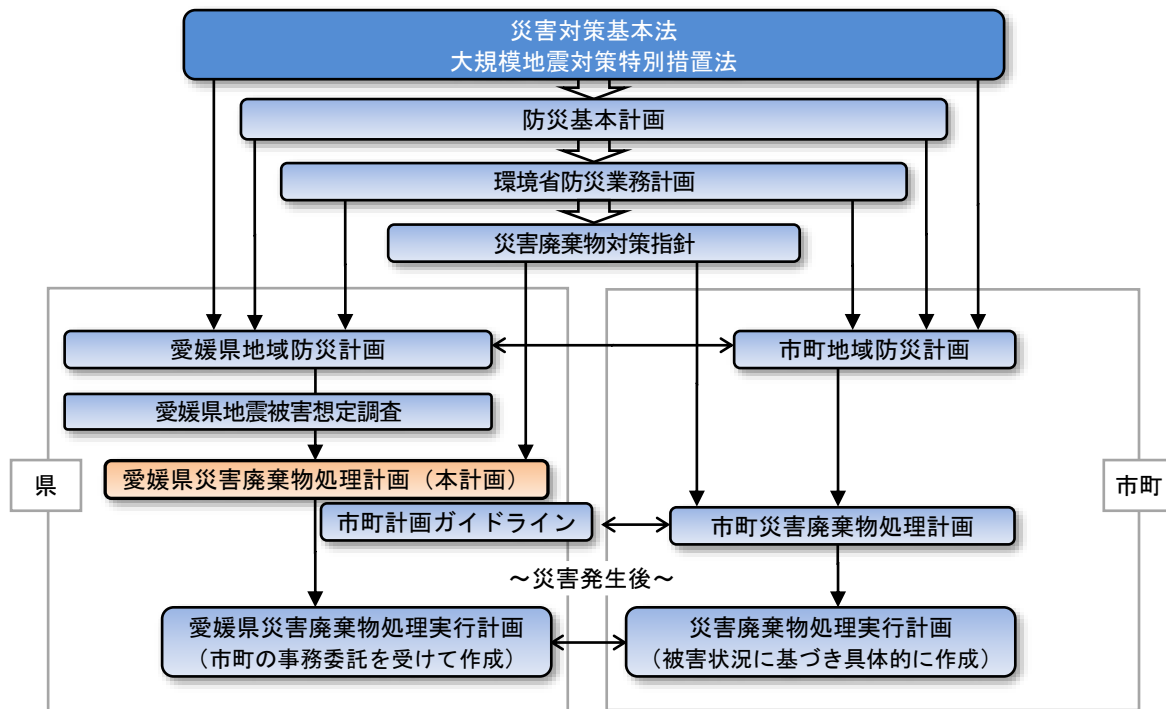 災害対策基本法
大規模地震対策特別措置法
防災基本計画
環境省防災業務計画
災害廃棄物対策指針
愛媛県地域防災計画
市町地域防災計画
愛媛県地震被害想定調査
県
愛媛県災害廃棄物処理計画（本計画）
市町
市町計画ガイドライン
市町災害廃棄物処理計画
～災害発生後～
愛媛県災害廃棄物処理実行計画
（市町の事務委託を受けて作成）
災害廃棄物処理実行計画
（被害状況に基づき具体的に作成）